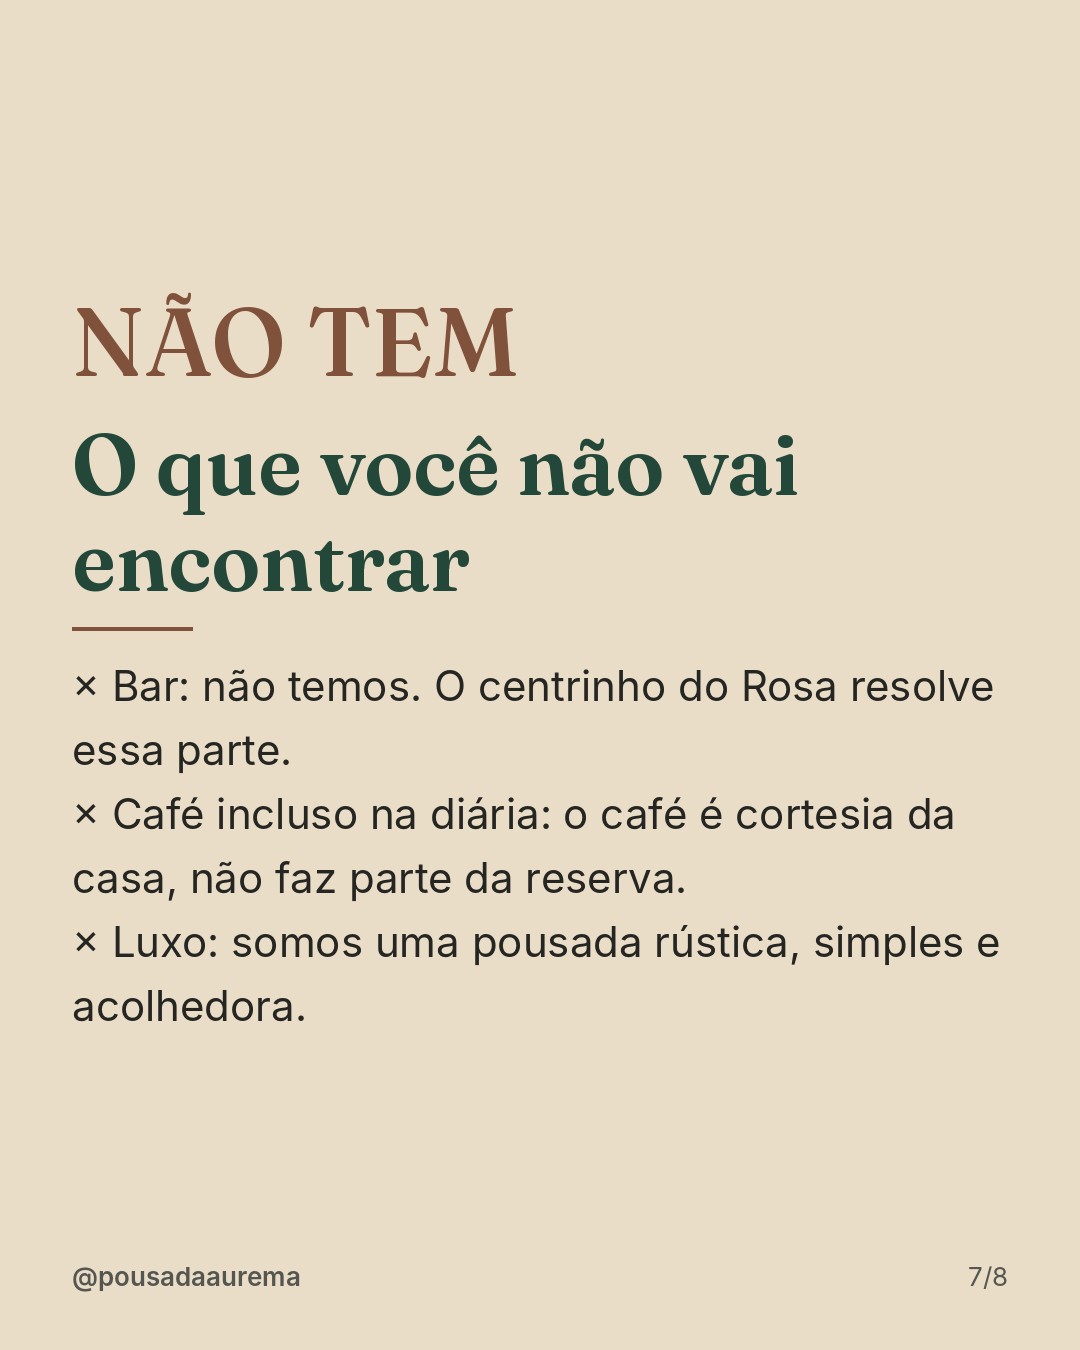 NÃO TEM
O que você não vai
encontrar
× Bar: não temos. O centrinho do Rosa resolve
essa parte.
× Café incluso na diária: o café é cortesia da
casa, não faz parte da reserva.
× Luxo: somos uma pousada rústica, simples e
acolhedora.
@pousadaaurema
7/8